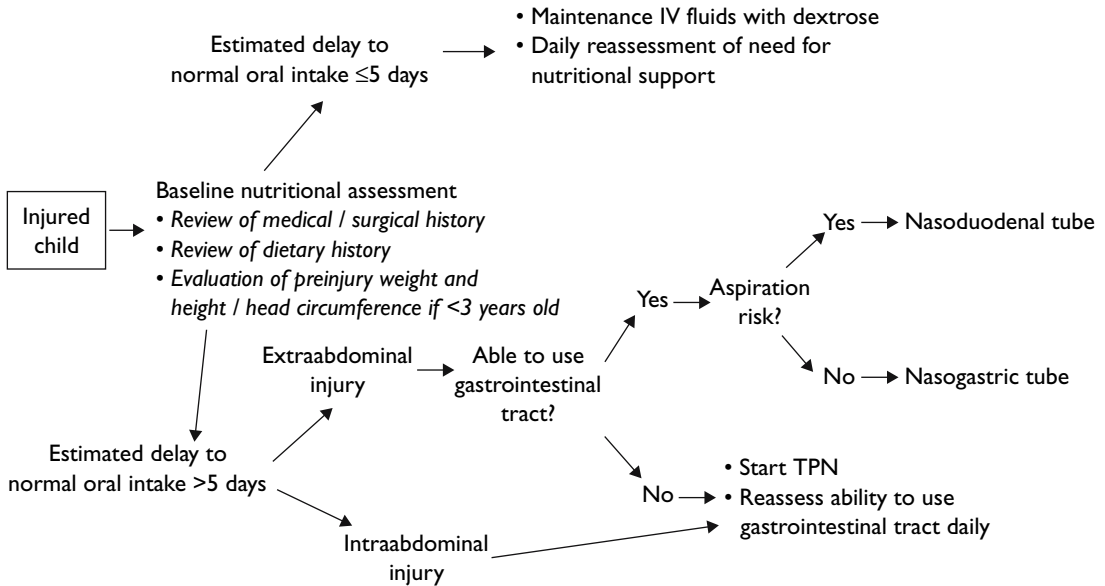 Estimated delay to
normal oral intake ≤5 days
• Maintenance IV fluids with dextrose
• Daily reassessment of need for
nutritional support
Injured
child
Baseline nutritional assessment
• Review of medical / surgical history
• Review of dietary history
• Evaluation of preinjury weight and
height / head circumference if <3 years old
Estimated delay to
normal oral intake >5 days
Extraabdominal
injury
Able to use
gastrointestinal
tract?
Yes
Aspiration
risk?
Yes
Nasoduodenal tube
No
Nasogastric tube
No
• Start TPN
• Reassess ability to use
gastrointestinal tract daily
Intraabdominal
injury